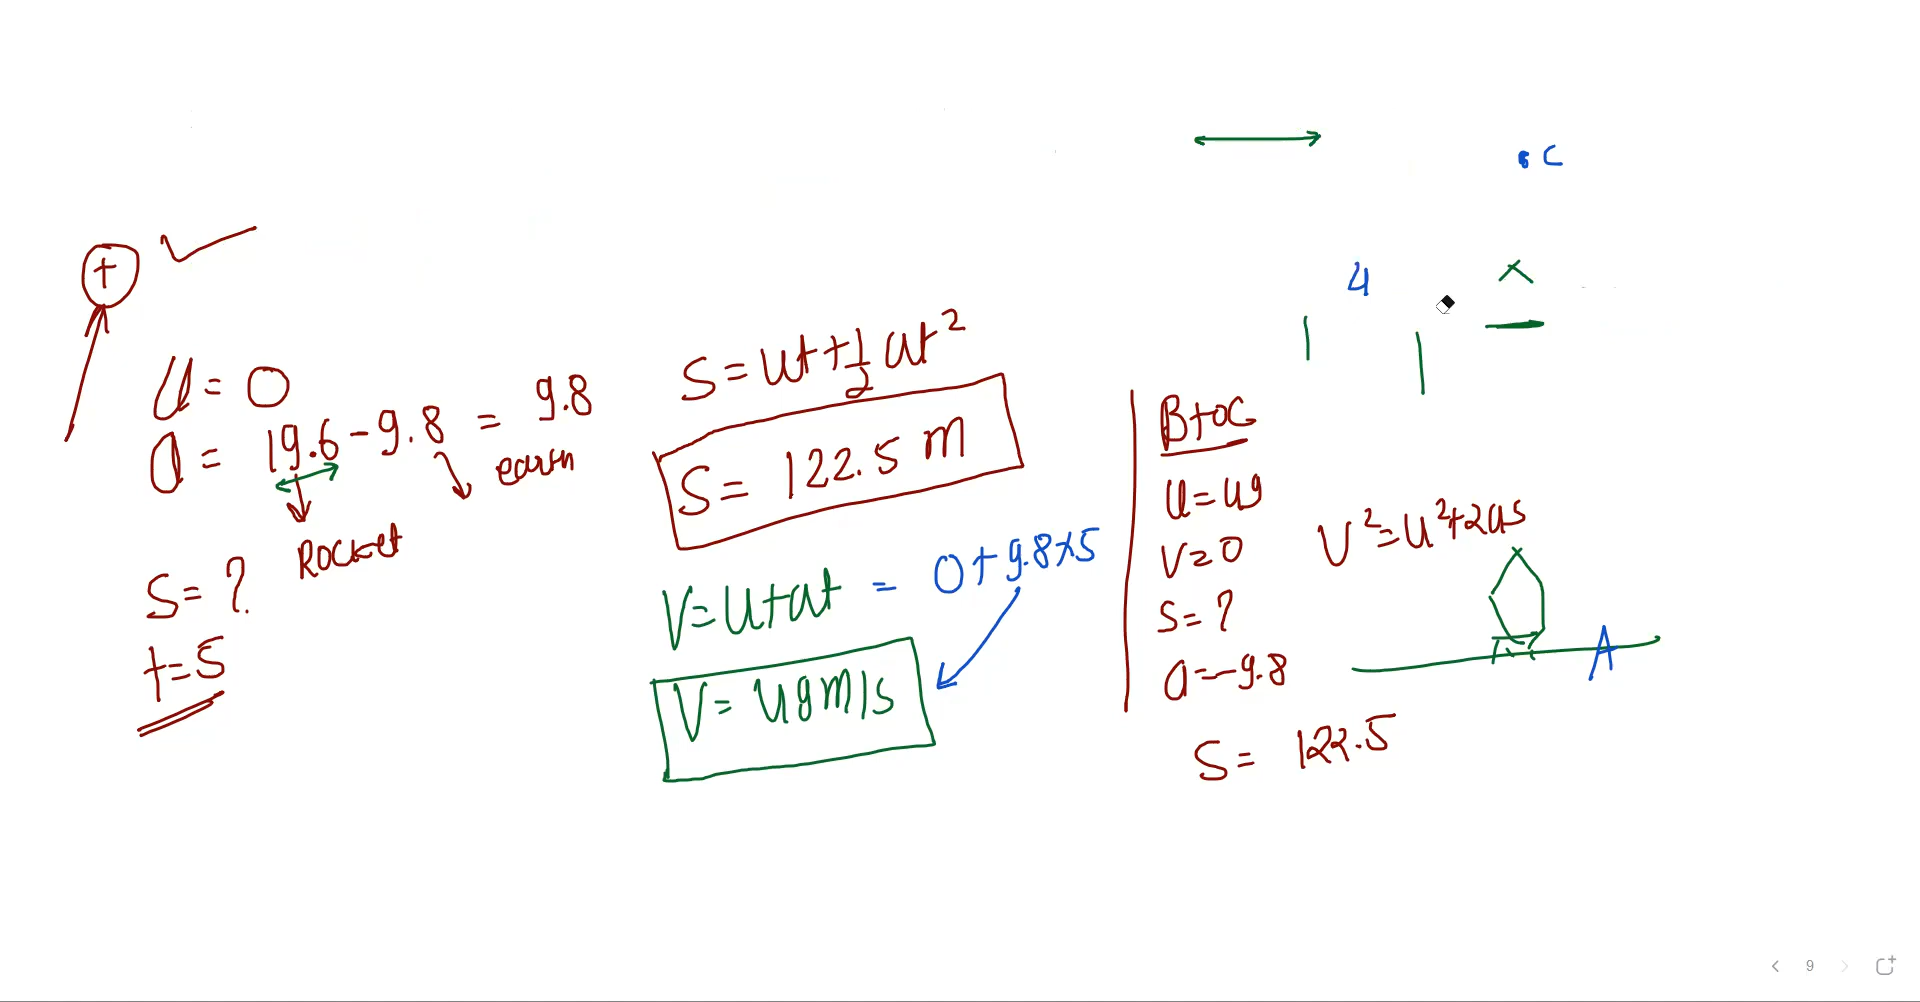 +
U = 0
a = 19.6 - 9.8 = 9.8
earth
Rocket
S = ?
t = 5
S = ut + 1/2 at²
S = 122.5 m
V = u + at = 0 + 9.8 × 5
V = 49 m/s
B to C
u = 49
V = 0
S = ?
a = -9.8
S = 122.5
V² = u² + 2as
C
4
A
9